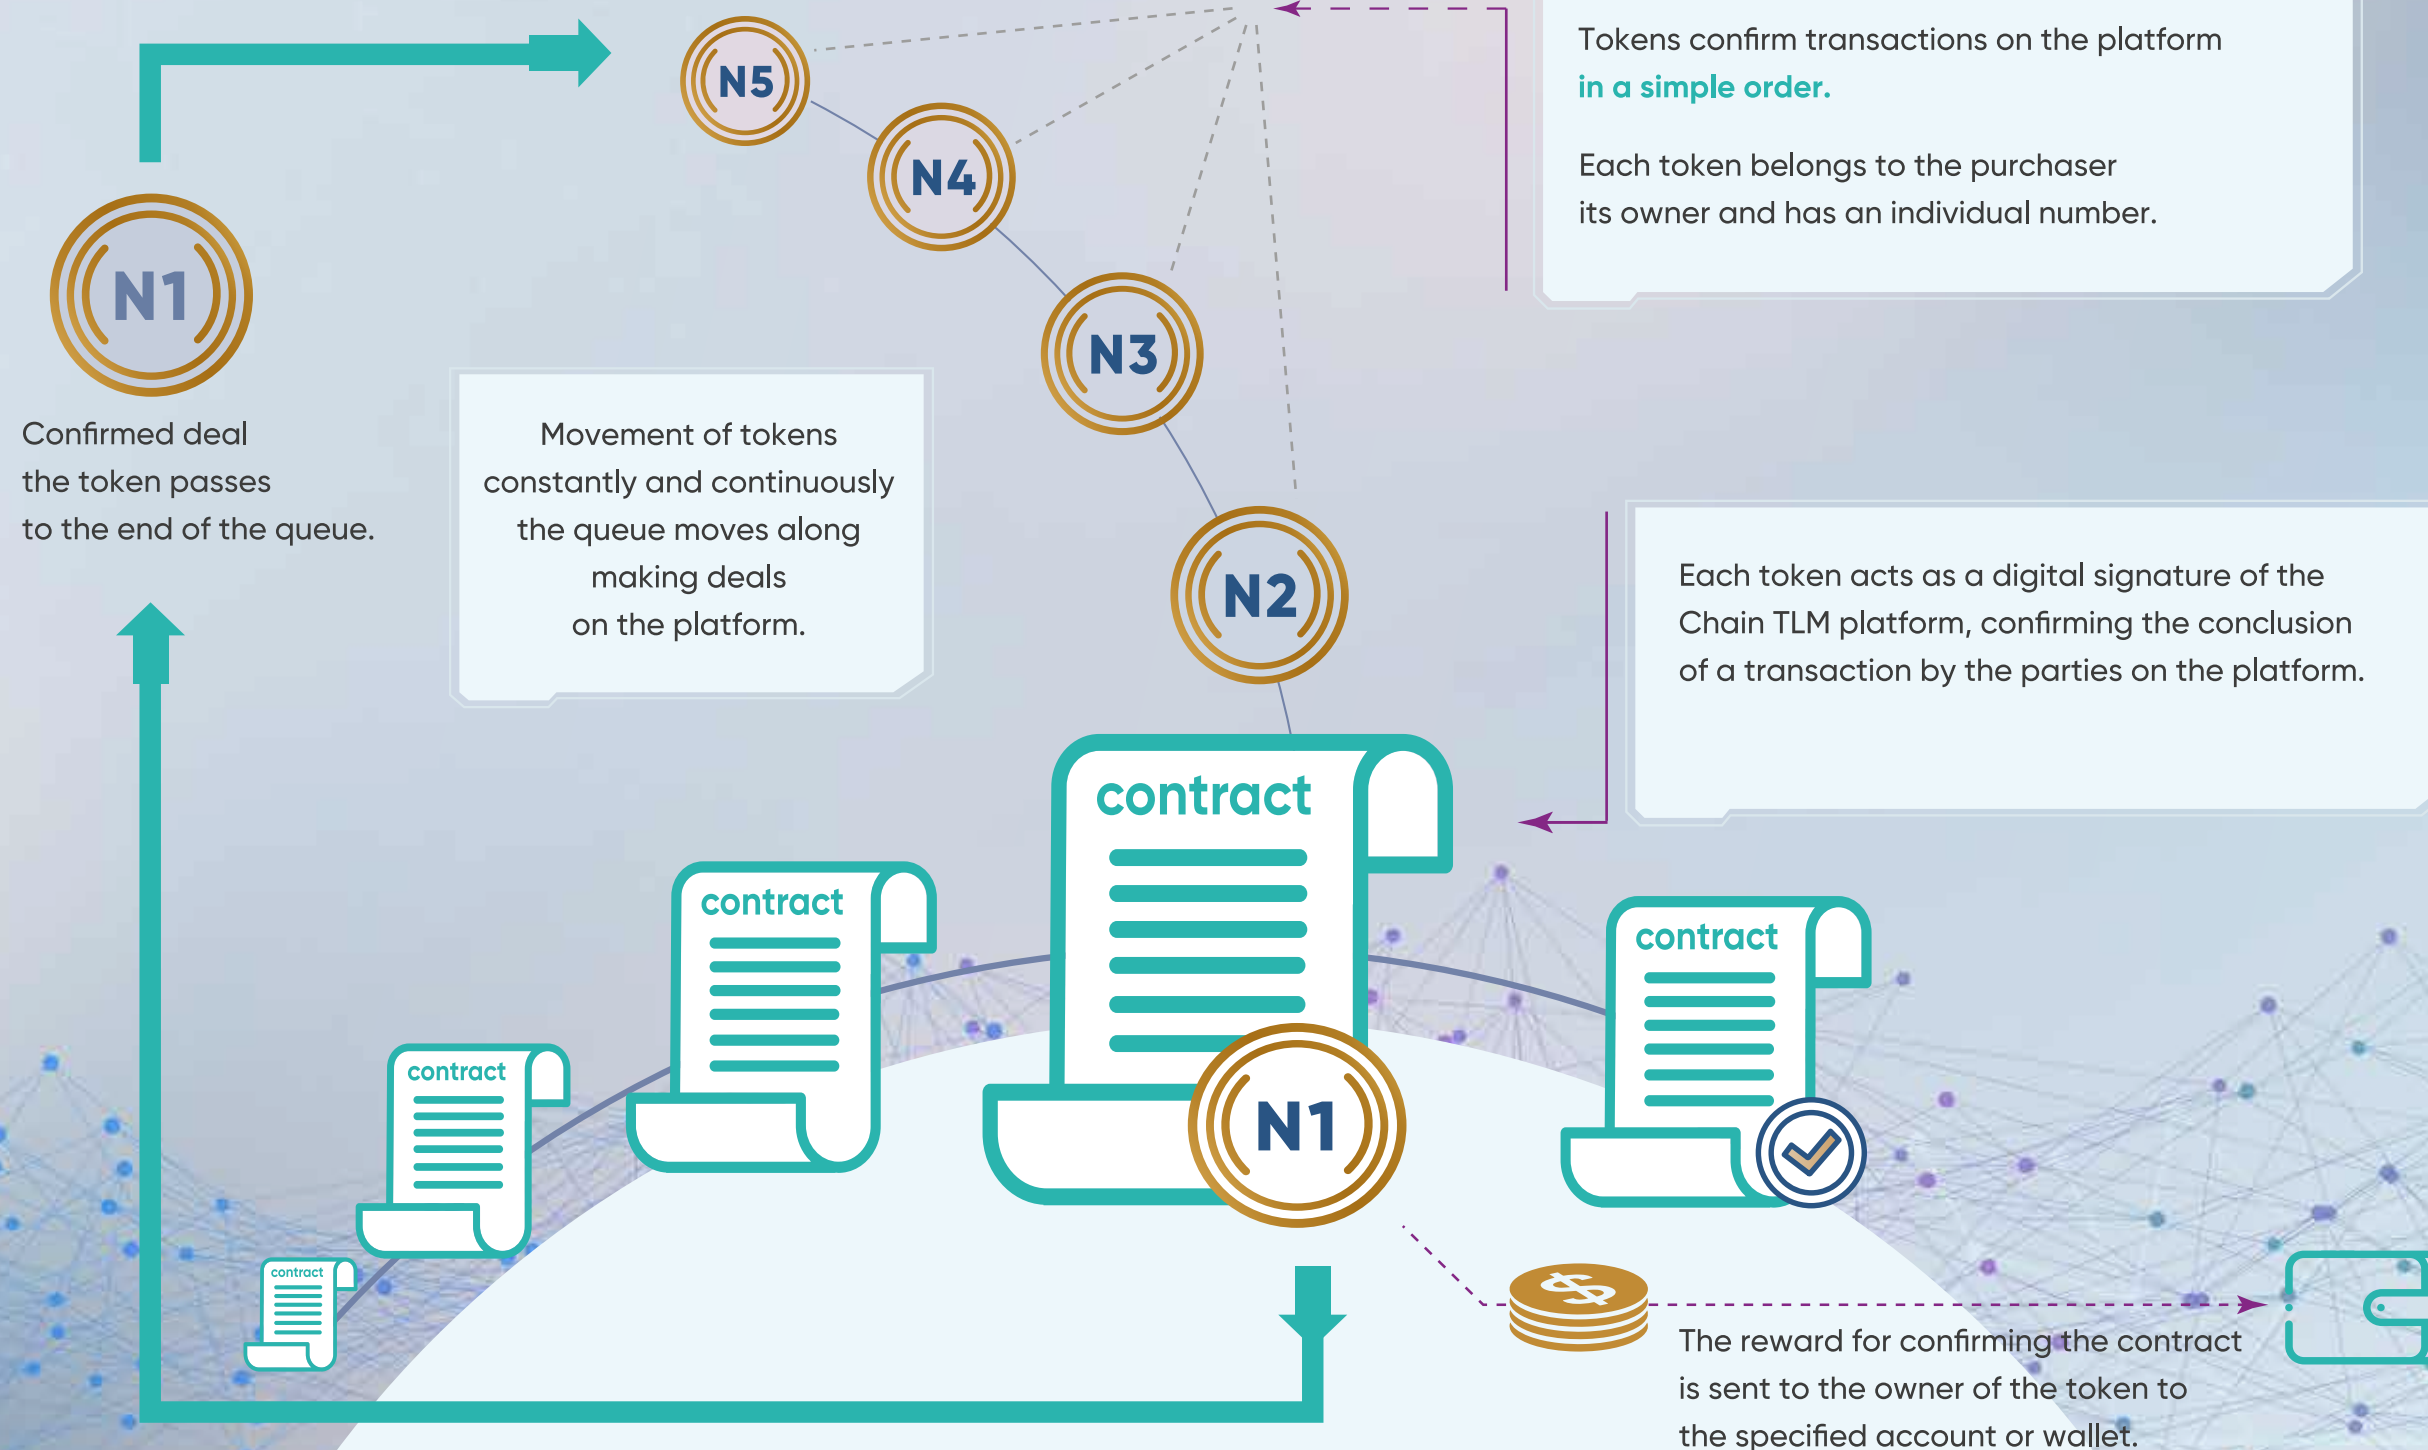 Tokens confirm transactions on the platform
in a simple order.
Each token belongs to the purchaser
its owner and has an individual number.
N5
N4
N3
N2
N1
Confirmed deal
the token passes
to the end of the queue.
Movement of tokens
constantly and continuously
the queue moves along
making deals
on the platform.
Each token acts as a digital signature of the
Chain TLM platform, confirming the conclusion
of a transaction by the parties on the platform.
contract
contract
contract
contract
contract
N1
$
The reward for confirming the contract
is sent to the owner of the token to
the specified account or wallet.